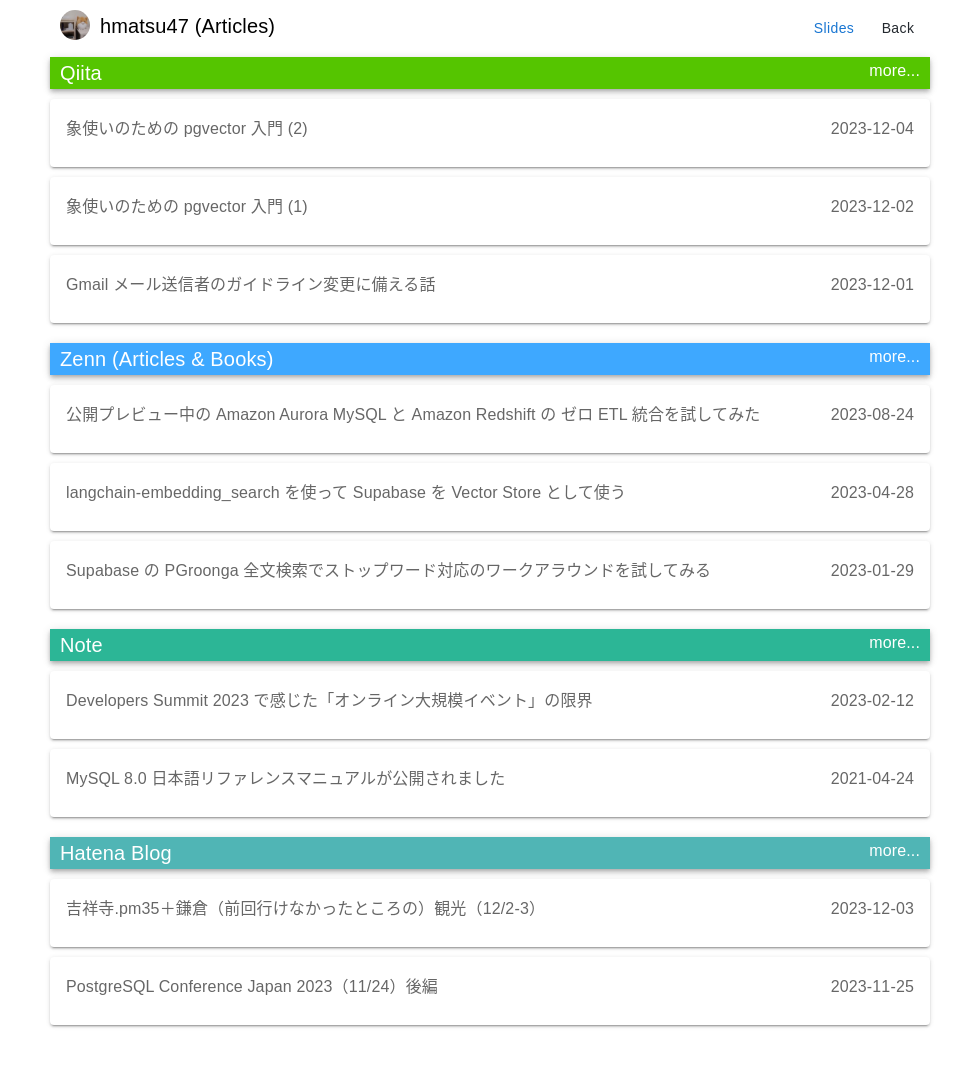 hmatsu47 (Articles)
Slides
Back
Qiita
more...
象使いのための pgvector 入門 (2)
2023-12-04
象使いのための pgvector 入門 (1)
2023-12-02
Gmail メール送信者のガイドライン変更に備える話
2023-12-01
Zenn (Articles & Books)
more...
公開プレビュー中の Amazon Aurora MySQL と Amazon Redshift の ゼロ ETL 統合を試してみた
2023-08-24
langchain-embedding_search を使って Supabase を Vector Store として使う
2023-04-28
Supabase の PGroonga 全文検索でストップワード対応のワークアラウンドを試してみる
2023-01-29
Note
more...
Developers Summit 2023 で感じた「オンライン大規模イベント」の限界
2023-02-12
MySQL 8.0 日本語リファレンスマニュアルが公開されました
2021-04-24
Hatena Blog
more...
吉祥寺.pm35＋鎌倉（前回行けなかったところの）観光（12/2-3）
2023-12-03
PostgreSQL Conference Japan 2023（11/24）後編
2023-11-25